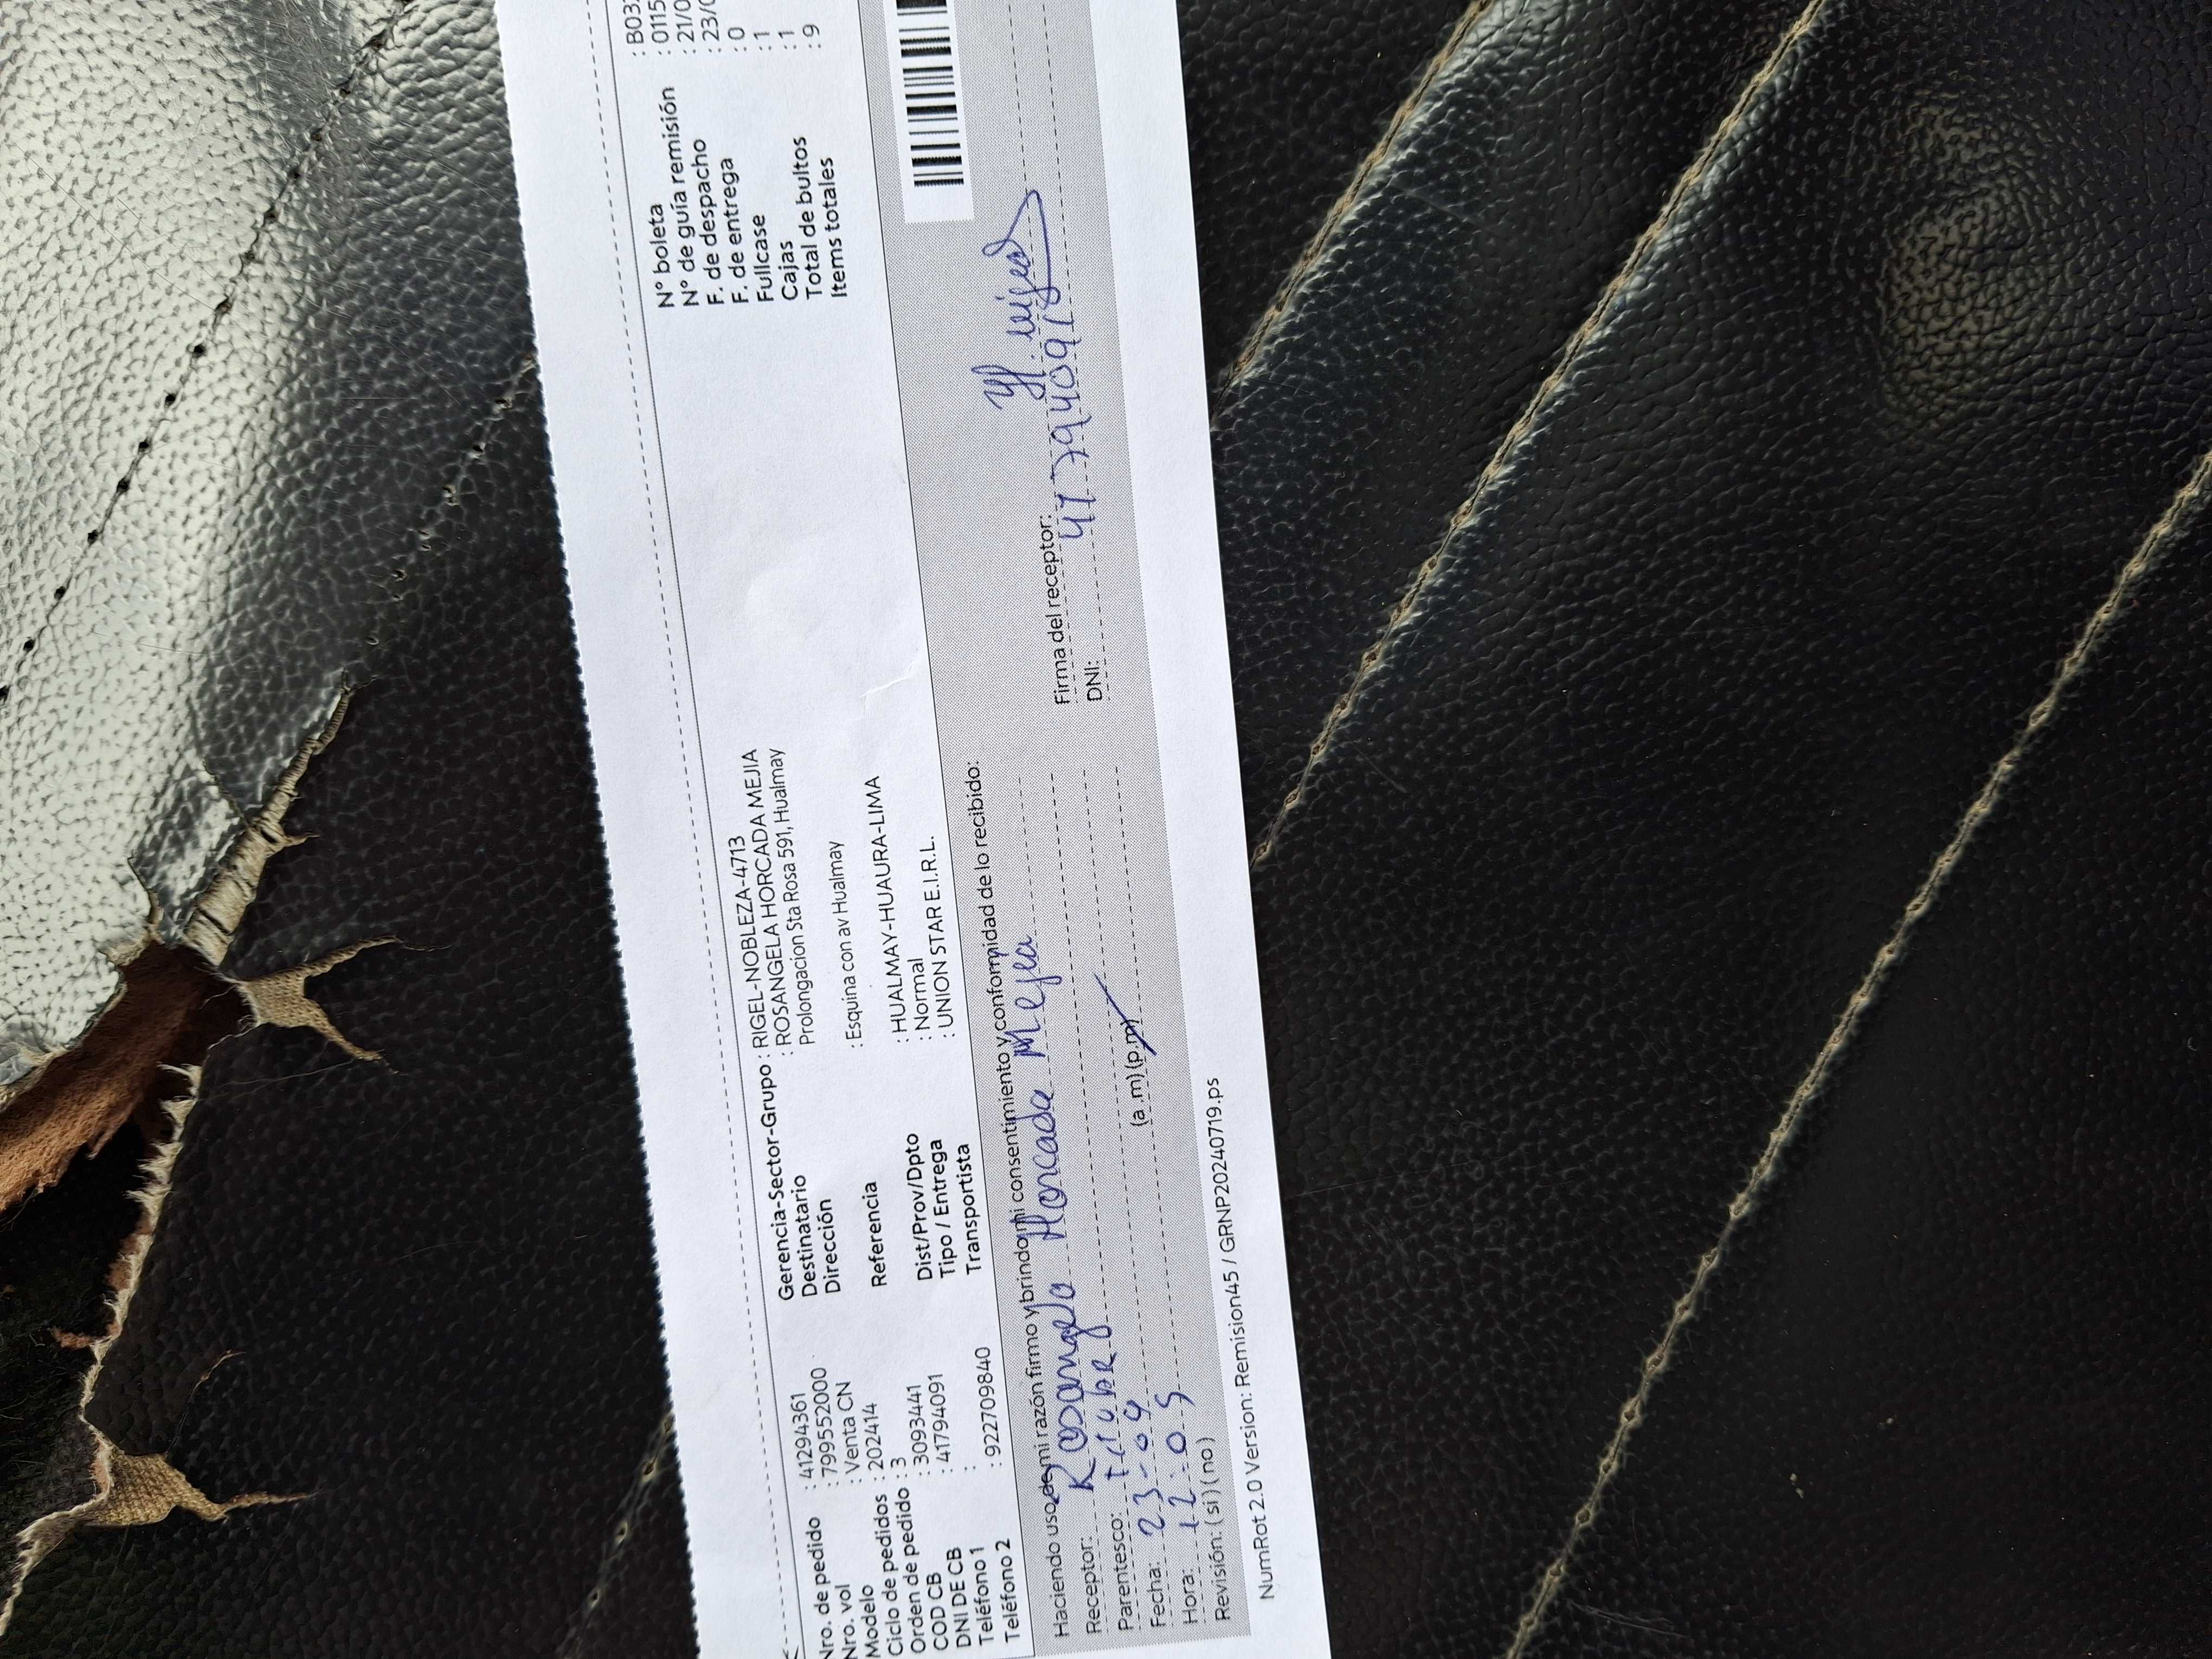 Nro. de pedido : 41294361
Nro. vol : 799552000
Modelo : Venta CN
Ciclo de pedidos : 202414
Orden de pedido : 3
COD CB : 3093441
DNI DE CB : 41794091
Teléfono 1 :
Teléfono 2 : 922709840
Gerencia-Sector-Grupo : RIGEL-NOBLEZA-4713
Destinatario : ROSANGELA HORCADA MEJIA
Dirección Prolongacion Sta Rosa 591, Hualmay
Referencia : Esquina con av Hualmay
Dist/Prov/Dpto : HUALMAY-HUAURA-LIMA
Tipo / Entrega : Normal
Transportista : UNION STAR E.I.R.L.
N° boleta : B03
N° de guía remisión : 0115
F. de despacho : 21/0
F. de entrega : 23/0
Fullcase : 0
Cajas : 1
Total de bultos : 1
Items totales : 9
Haciendo uso de mi razón firmo y brindo mi consentimiento y conformidad de lo recibido:
Receptor: Rosangela Horcada Mejia
Parentesco: titular
Fecha: 23-09
Hora: 12:05 (a .m) (p.m)
Revisión: ( si ) ( no )
Firma del receptor:
DNI: 41794091
NumRot 2.0 Version: Remision45 / GRNP20240719.ps